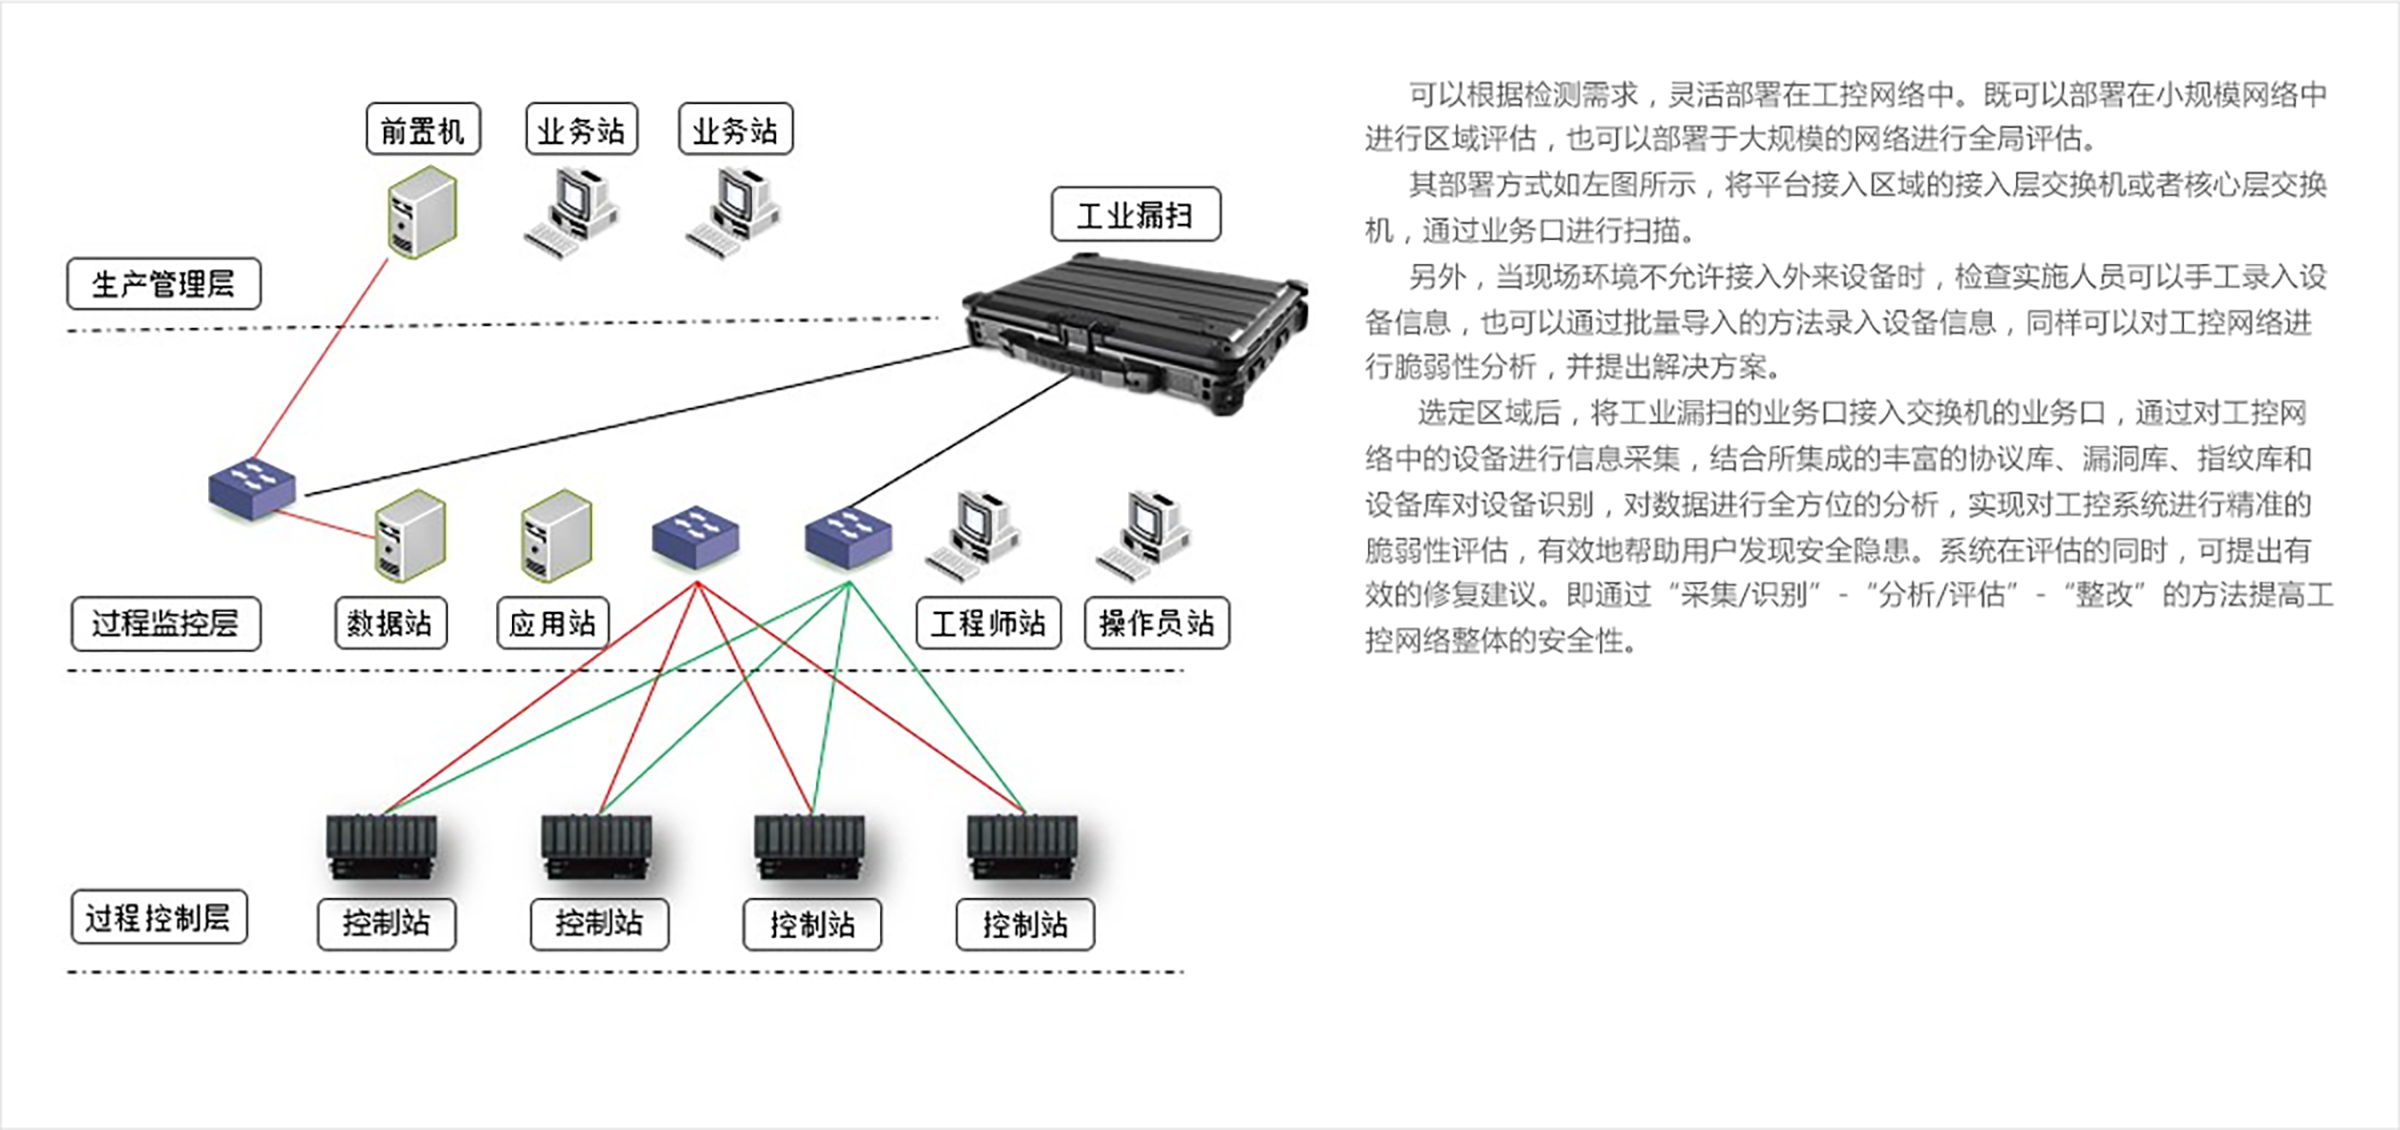 前置机
业务站
业务站
工业漏扫
生产管理层
过程监控层
数据站
应用站
工程师站
操作员站
过程控制层
控制站
控制站
控制站
控制站
可以根据检测需求，灵活部署在工控网络中。既可以部署在小规模网络中
进行区域评估，也可以部署于大规模的网络进行全局评估。
其部署方式如左图所示，将平台接入区域的接入层交换机或者核心层交换
机，通过业务口进行扫描。
另外，当现场环境不允许接入外来设备时，检查实施人员可以手工录入设
备信息，也可以通过批量导入的方法录入设备信息，同样可以对工控网络进
行脆弱性分析，并提出解决方案。
选定区域后，将工业漏扫的业务口接入交换机的业务口，通过对工控网
络中的设备进行信息采集，结合所集成的丰富的协议库、漏洞库、指纹库和
设备库对设备识别，对数据进行全方位的分析，实现对工控系统进行精准的
脆弱性评估，有效地帮助用户发现安全隐患。系统在评估的同时，可提出有
效的修复建议。即通过“采集/识别”-“分析/评估”-“整改”的方法提高工
控网络整体的安全性。